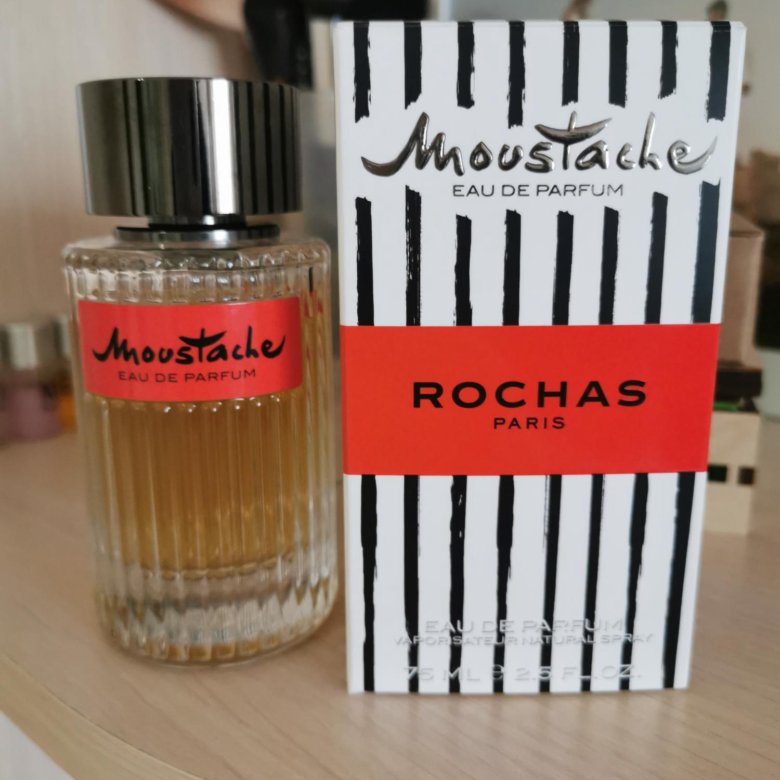 Moustache
EAU DE PARFUM
Moustache
EAU DE PARFUM
ROCHAS
PARIS
EAU DE PARFUM
VAPORISATEUR NATURAL SPRAY
75 ML ℮ 2.5 FL.OZ.